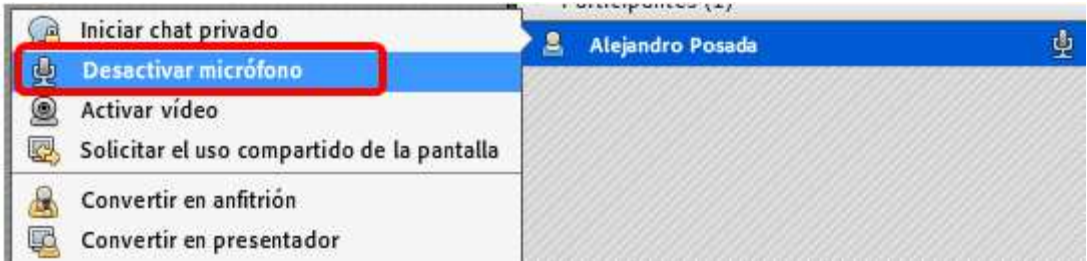 Participantes (1)
Iniciar chat privado
Alejandro Posada
Desactivar micrófono
Activar vídeo
Solicitar el uso compartido de la pantalla
Convertir en anfitrión
Convertir en presentador